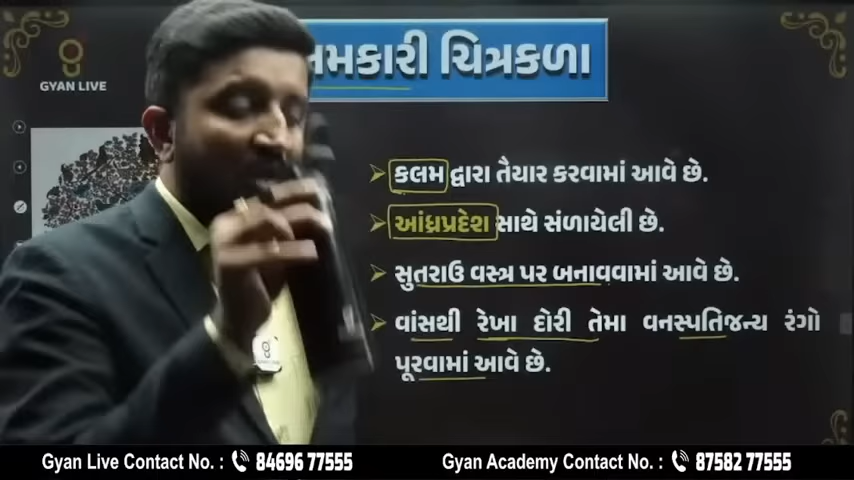 ચિત્રકળા
GYAN LIVE
કલમ દ્વારા તૈયાર કરવામાં આવે છે.
આંધ્રપ્રદેશ સાથે સંળાયેલી છે.
સુતરાઉ વસ્ત્ર પર બનાવવામાં આવે છે.
વાંસથી રેખા દોરી તેમા વનસ્પતિજન્ય રંગો
પૂરવામાં આવે છે.
Gyan Live Contact No. : 84696 77555
Gyan Academy Contact No. : 87582 77555